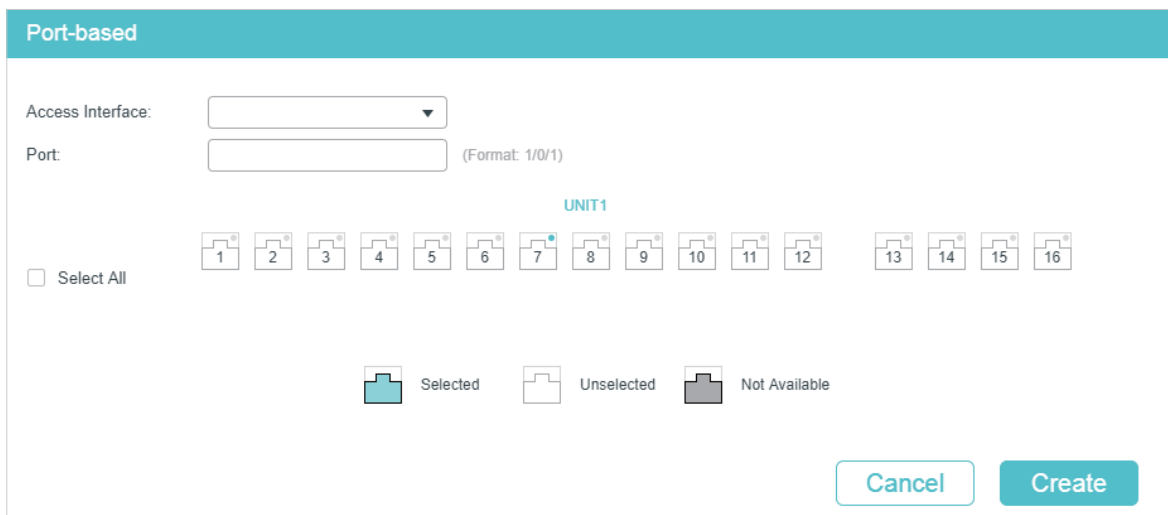 Port-based
Access Interface:
Port:
(Format: 1/0/1)
UNIT1
1 2 3 4 5 6 7 8 9 10 11 12 13 14 15 16
Select All
Selected Unselected Not Available
Cancel Create